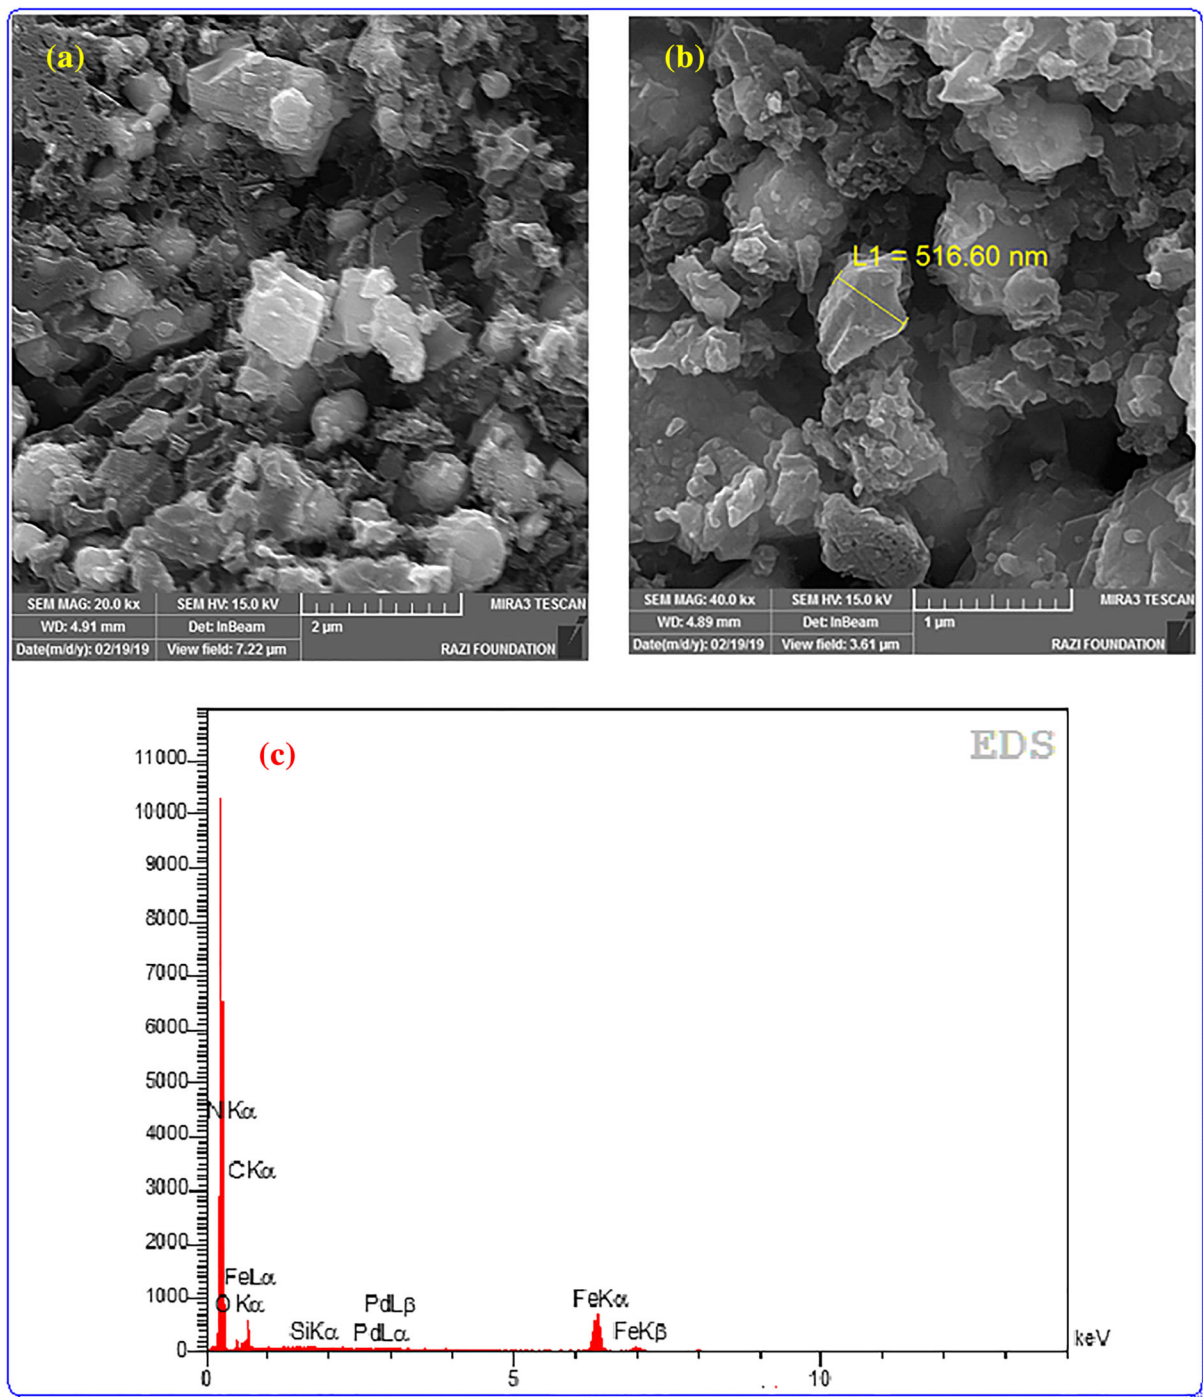 (a)
SEM MAG: 20.0 kx
SEM HV: 15.0 kV
MIRA3 TESCAN
WD: 4.91 mm
Det: InBeam
2 µm
Date(m/d/y): 02/19/19
View field: 7.22 µm
RAZI FOUNDATION
(b)
L1 = 516.60 nm
SEM MAG: 40.0 kx
SEM HV: 15.0 kV
MIRA3 TESCAN
WD: 4.89 mm
Det: InBeam
1 µm
Date(m/d/y): 02/19/19
View field: 3.61 µm
RAZI FOUNDATION
(c)
EDS
11000
10000
9000
8000
7000
6000
5000
4000
3000
2000
1000
0
NKα
CKα
FeLα
OKα
SiKα
PdLβ
PdLα
FeKα
FeKβ
keV
0
5
10